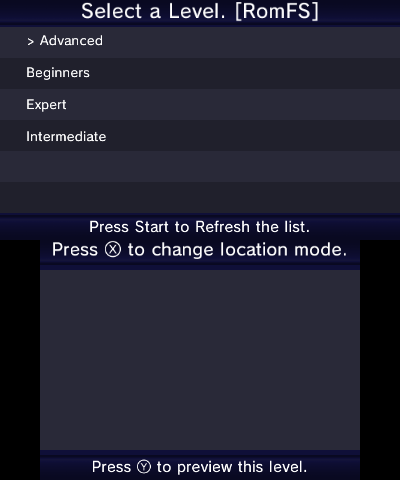 Select a Level. [RomFS]
> Advanced
Beginners
Expert
Intermediate
Press Start to Refresh the list.
Press Ⓧ to change location mode.
Press Ⓨ to preview this level.